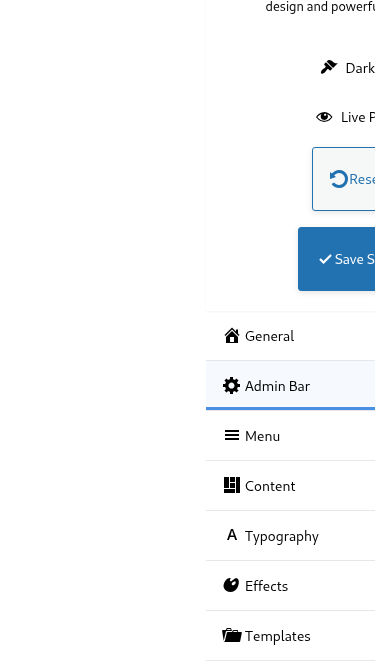 design and powerfu
Dark
Live P
Rese
Save S
General
Admin Bar
Menu
Content
Typography
Effects
Templates